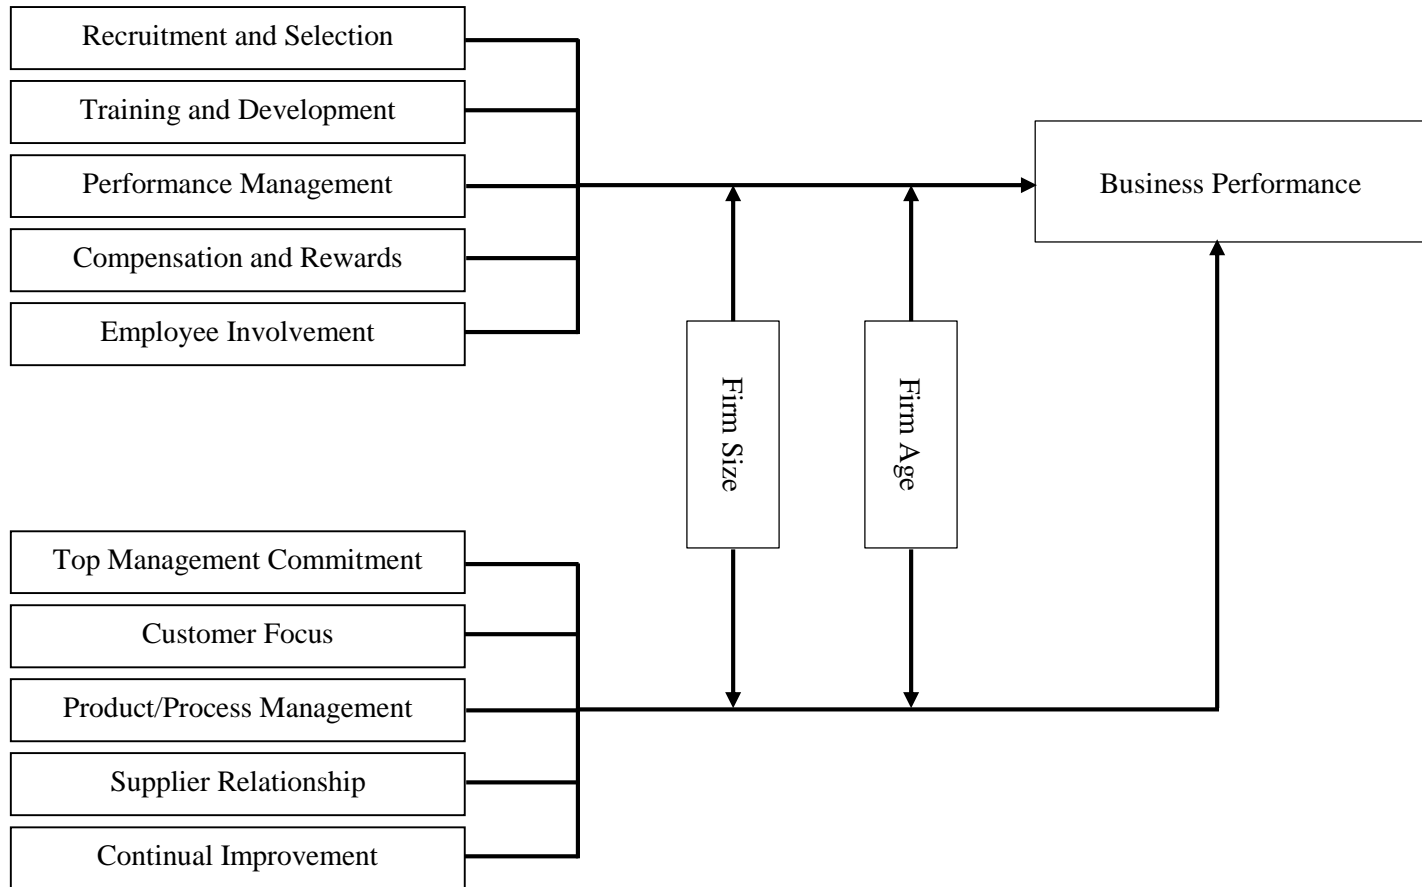 Recruitment and Selection
Training and Development
Performance Management
Compensation and Rewards
Employee Involvement
Business Performance
Firm Size
Firm Age
Top Management Commitment
Customer Focus
Product/Process Management
Supplier Relationship
Continual Improvement